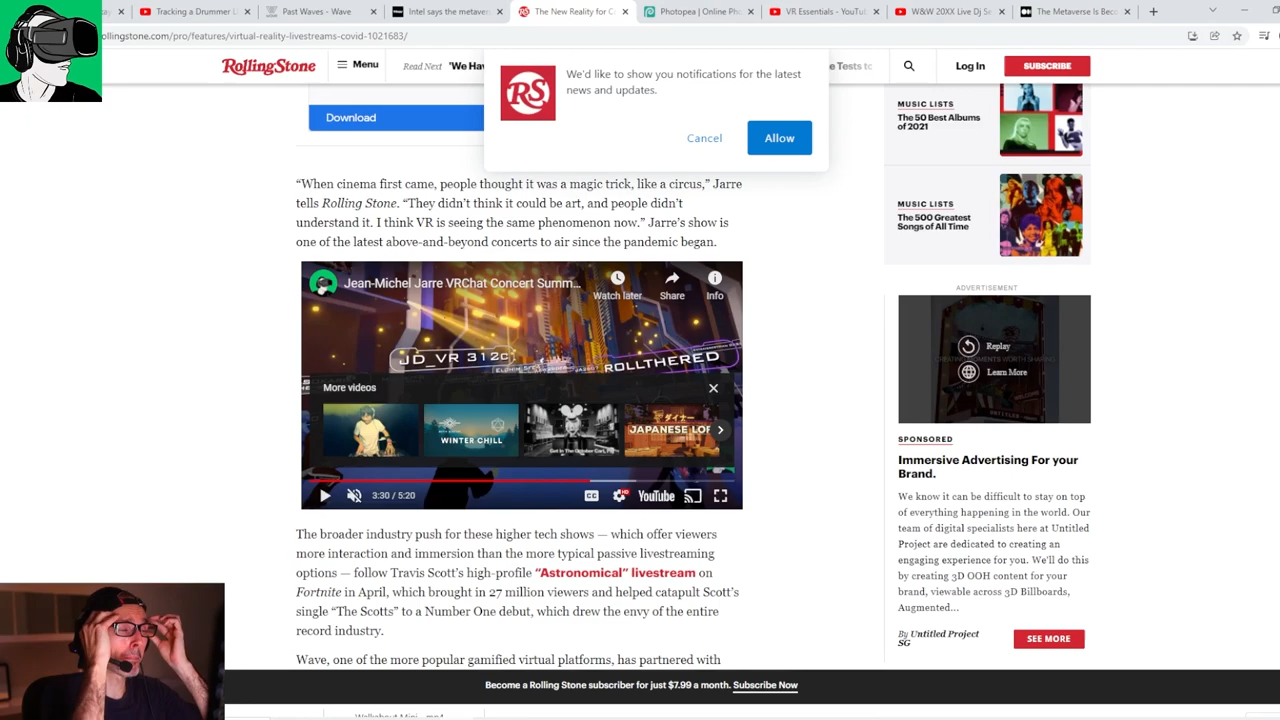 Tracking a Drummer L
Past Waves - Wave
Intel says the metaver
The New Reality for C
Photopea | Online Pho
VR Essentials - YouTu
W&W 20XX Live Dj Se
The Metaverse Is Beco
ollingstone.com/pro/features/virtual-reality-livestreams-covid-1021683/
RollingStone
Menu
Read Next 'We Hav
e Tests to
Log In
SUBSCRIBE
RS
We'd like to show you notifications for the latest
news and updates.
Cancel
Allow
Download
“When cinema first came, people thought it was a magic trick, like a circus,” Jarre
tells Rolling Stone. “They didn’t think it could be art, and people didn’t
understand it. I think VR is seeing the same phenomenon now.” Jarre’s show is
one of the latest above-and-beyond concerts to air since the pandemic began.
Jean-Michel Jarre VRChat Concert Summ...
Watch later
Share
Info
JD VR 312c
ROLLTHERED
More videos
WINTER CHILL
ダイナー
JAPANESE LOF
3:30 / 5:20
CC
HD
YouTube
The broader industry push for these higher tech shows — which offer viewers
more interaction and immersion than the more typical passive livestreaming
options — follow Travis Scott’s high-profile “Astronomical” livestream on
Fortnite in April, which brought in 27 million viewers and helped catapult Scott’s
single “The Scotts” to a Number One debut, which drew the envy of the entire
record industry.
Wave, one of the more popular gamified virtual platforms, has partnered with
MUSIC LISTS
The 50 Best Albums
of 2021
MUSIC LISTS
The 500 Greatest
Songs of All Time
ADVERTISEMENT
Replay
Learn More
SPONSORED
Immersive Advertising For your
Brand.
We know it can be difficult to stay on top
of everything happening in the world. Our
team of digital specialists here at Untitled
Project are dedicated to creating an
engaging experience for you. We'll do this
by creating 3D OOH content for your
brand, viewable across 3D Billboards,
Augmented...
By Untitled Project
SG
SEE MORE
Become a Rolling Stone subscriber for just $7.99 a month. Subscribe Now